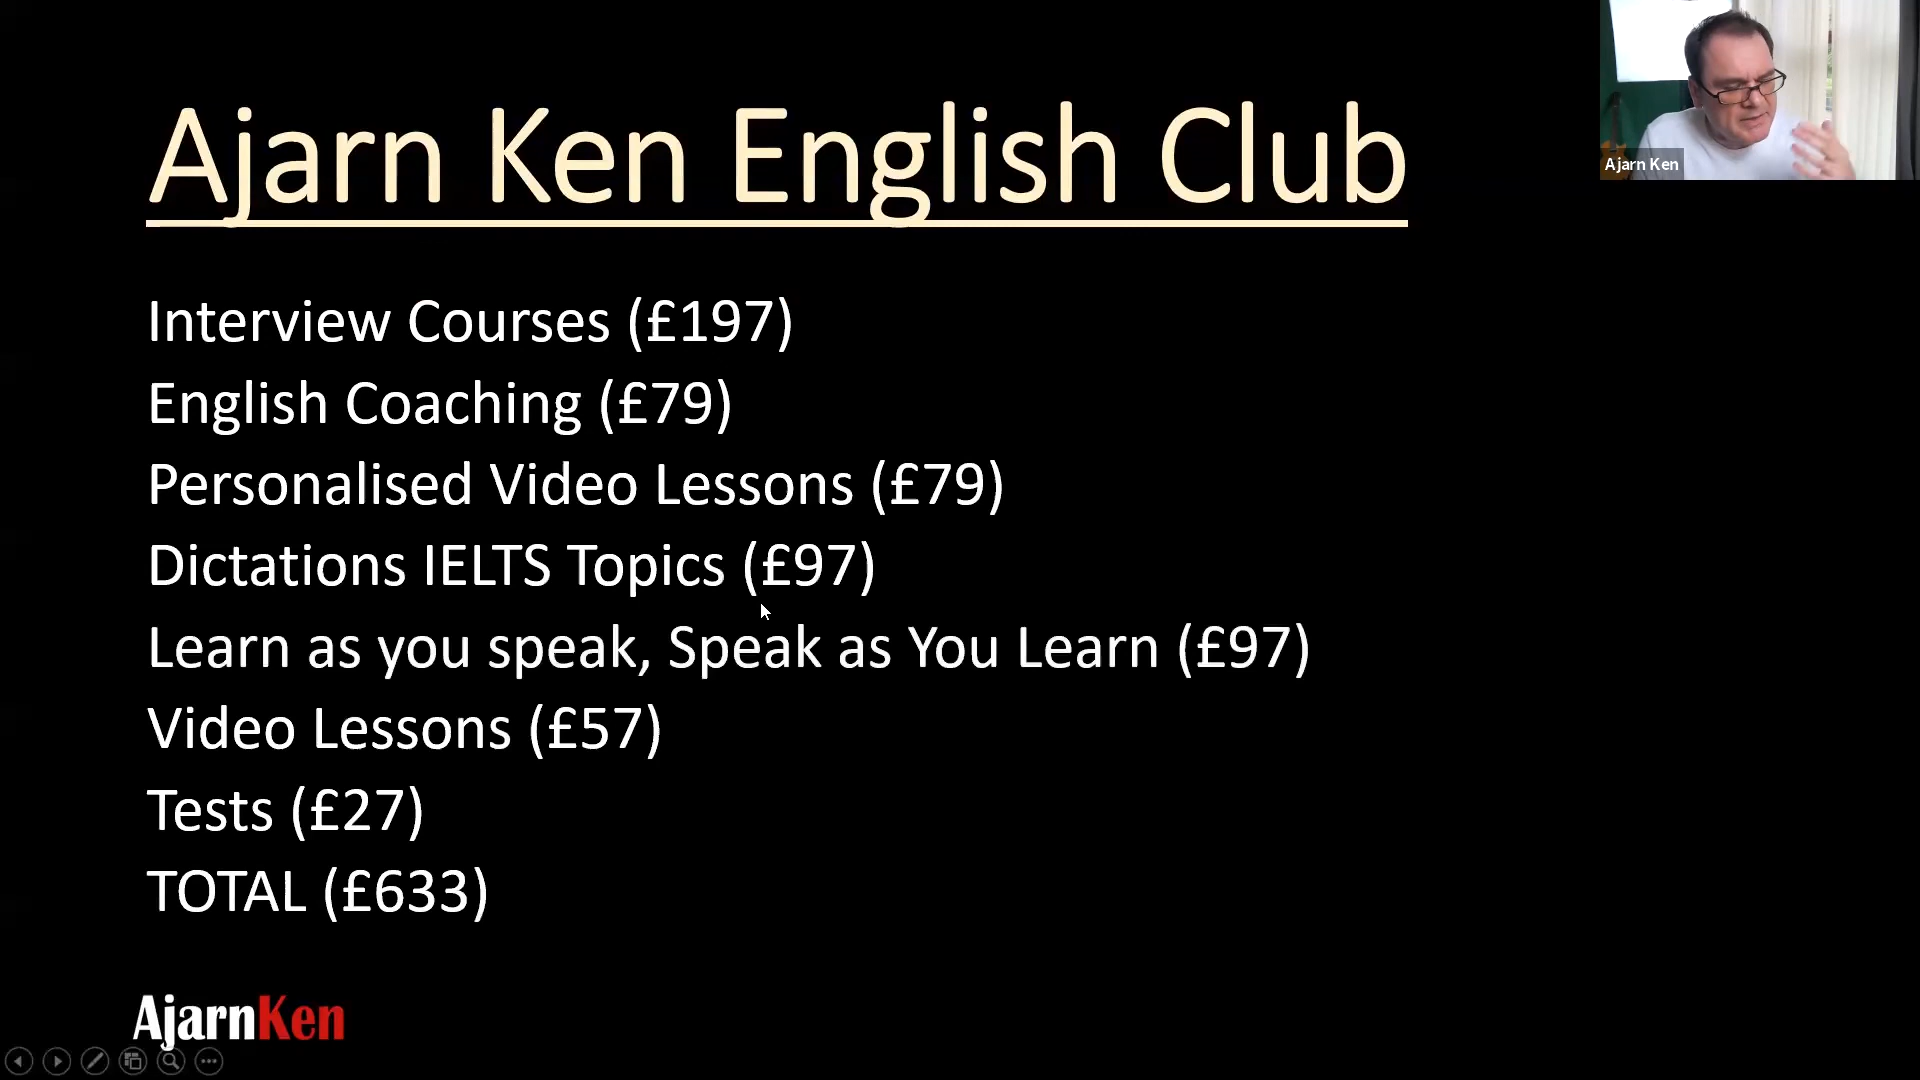 Ajarn Ken English Club
Ajarn Ken
Interview Courses (£197)
English Coaching (£79)
Personalised Video Lessons (£79)
Dictations IELTS Topics (£97)
Learn as you speak, Speak as You Learn (£97)
Video Lessons (£57)
Tests (£27)
TOTAL (£633)
AjarnKen